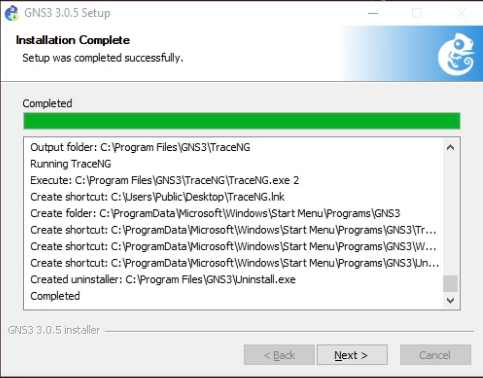 GNS3 3.0.5 Setup
Installation Complete
Setup was completed successfully.
Completed
Output folder: C:\Program Files\GNS3\TraceNG
Running TraceNG
Execute: C:\Program Files\GNS3\TraceNG\TraceNG.exe 2
Create shortcut: C:\Users\Public\Desktop\TraceNG.lnk
Create folder: C:\ProgramData\Microsoft\Windows\Start Menu\Programs\GNS3
Create shortcut: C:\ProgramData\Microsoft\Windows\Start Menu\Programs\GNS3\Tr...
Create shortcut: C:\ProgramData\Microsoft\Windows\Start Menu\Programs\GNS3\W...
Create shortcut: C:\ProgramData\Microsoft\Windows\Start Menu\Programs\GNS3\Un...
Created uninstaller: C:\Program Files\GNS3\Uninstall.exe
Completed
GNS3 3.0.5 installer
< Back Next > Cancel